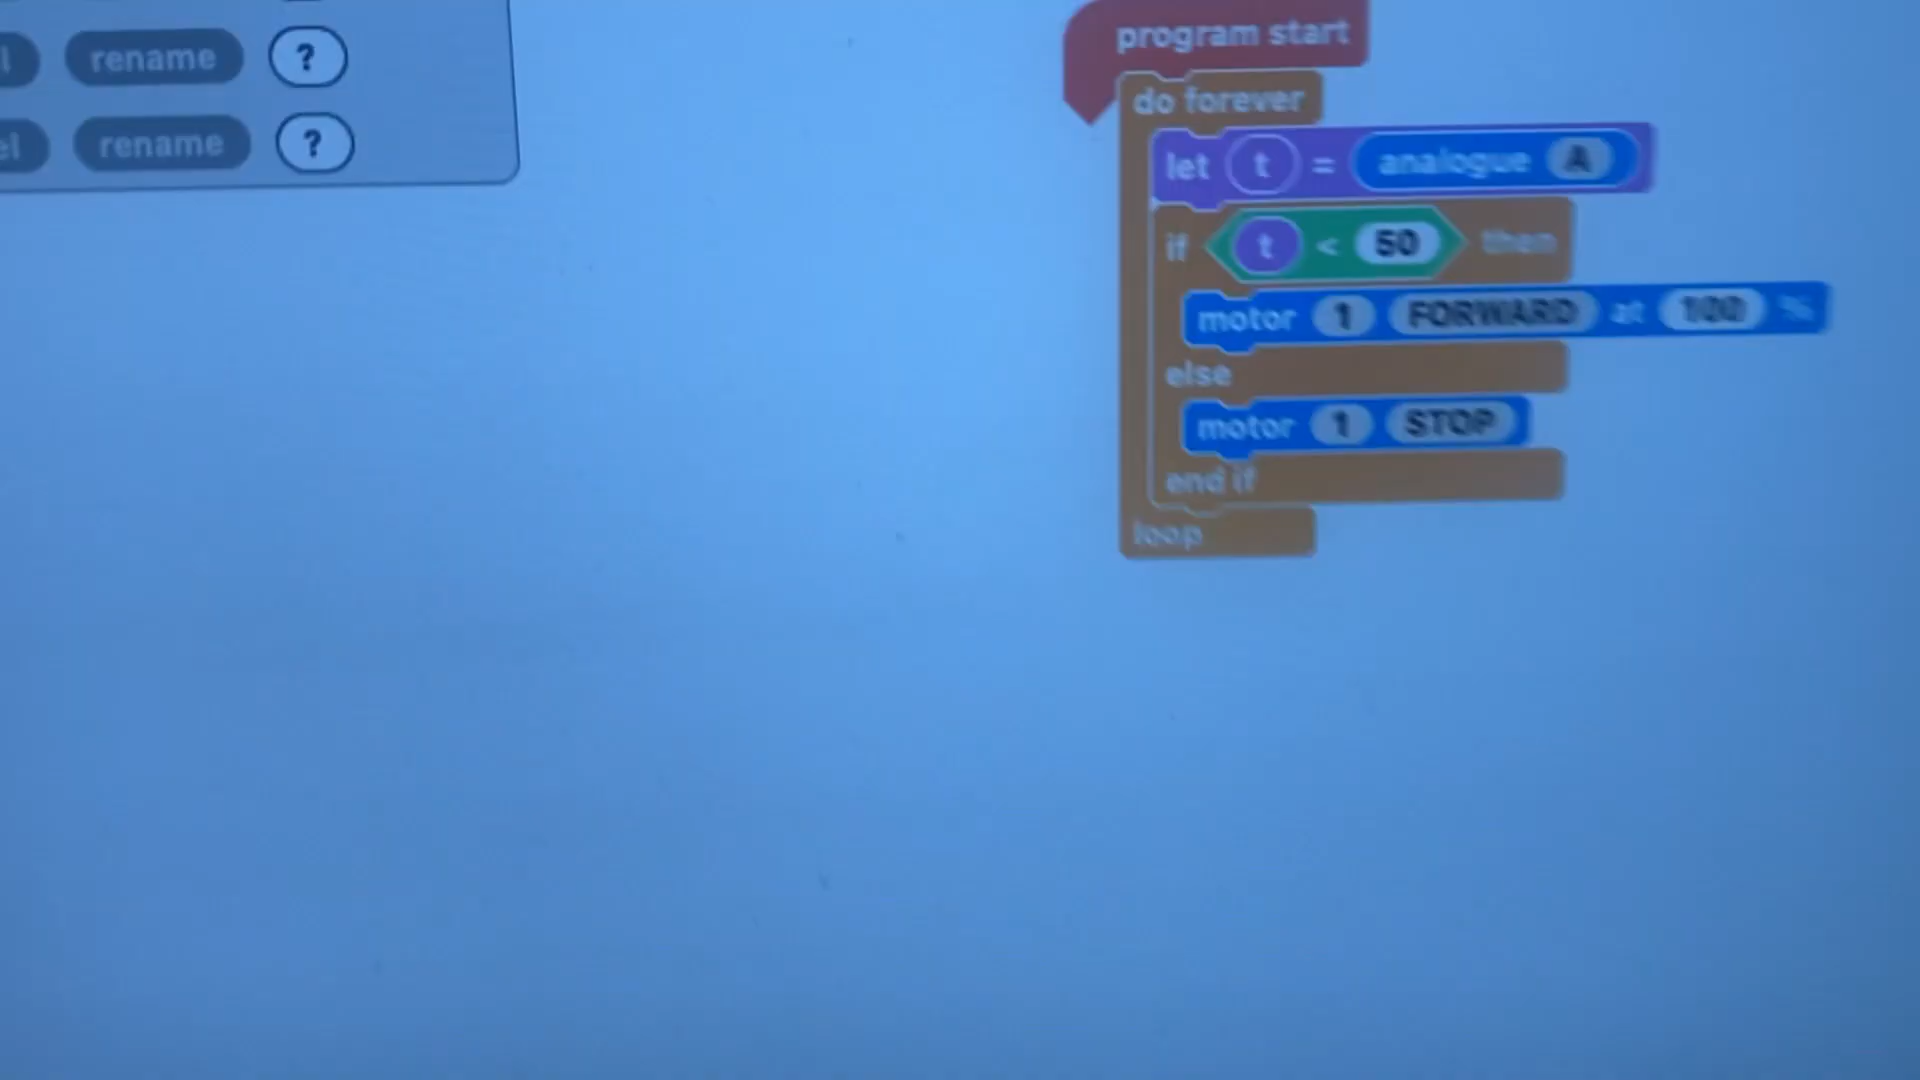 rename ?
rename ?
program start
do forever
let t = analogue A
if t < 50 then
motor 1 FORWARD at 100 %
else
motor 1 STOP
end if
loop